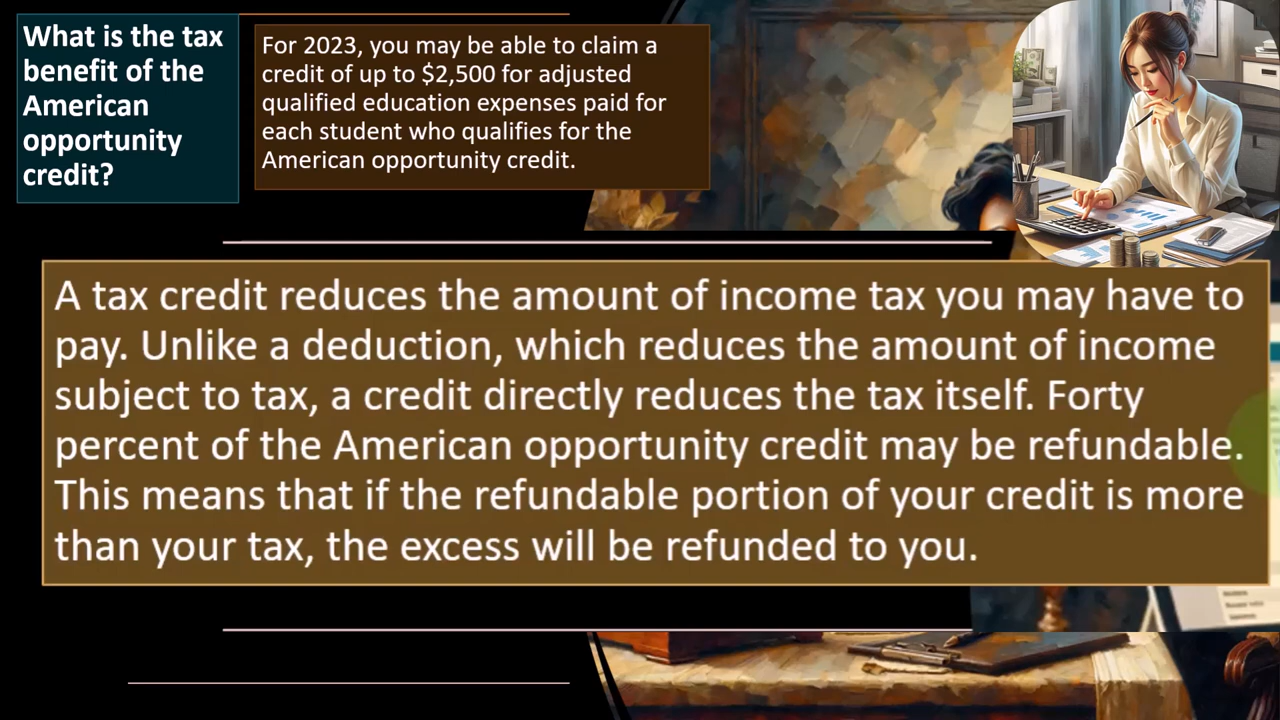 What is the tax
benefit of the
American
opportunity
credit?
For 2023, you may be able to claim a
credit of up to $2,500 for adjusted
qualified education expenses paid for
each student who qualifies for the
American opportunity credit.
A tax credit reduces the amount of income tax you may have to
pay. Unlike a deduction, which reduces the amount of income
subject to tax, a credit directly reduces the tax itself. Forty
percent of the American opportunity credit may be refundable.
This means that if the refundable portion of your credit is more
than your tax, the excess will be refunded to you.